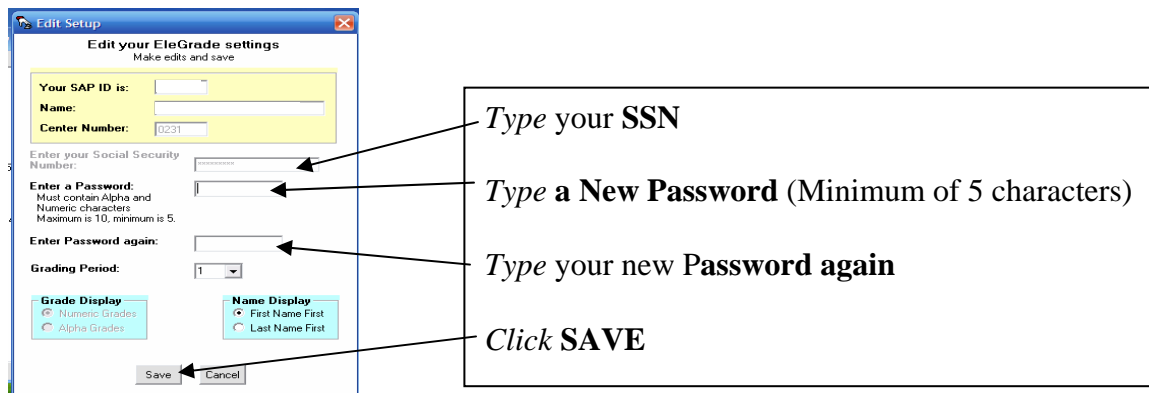 Edit Setup
Edit your EleGrade settings
Make edits and save
Your SAP ID is:
Name:
Center Number: 0231
Enter your Social Security
Number: *********
Enter a Password:
Must contain Alpha and
Numeric characters
Maximum is 10, minimum is 5.
Enter Password again:
Grading Period: 1
Grade Display
Numeric Grades
Alpha Grades
Name Display
First Name First
Last Name First
Save Cancel
Type your SSN
Type a New Password (Minimum of 5 characters)
Type your new Password again
Click SAVE